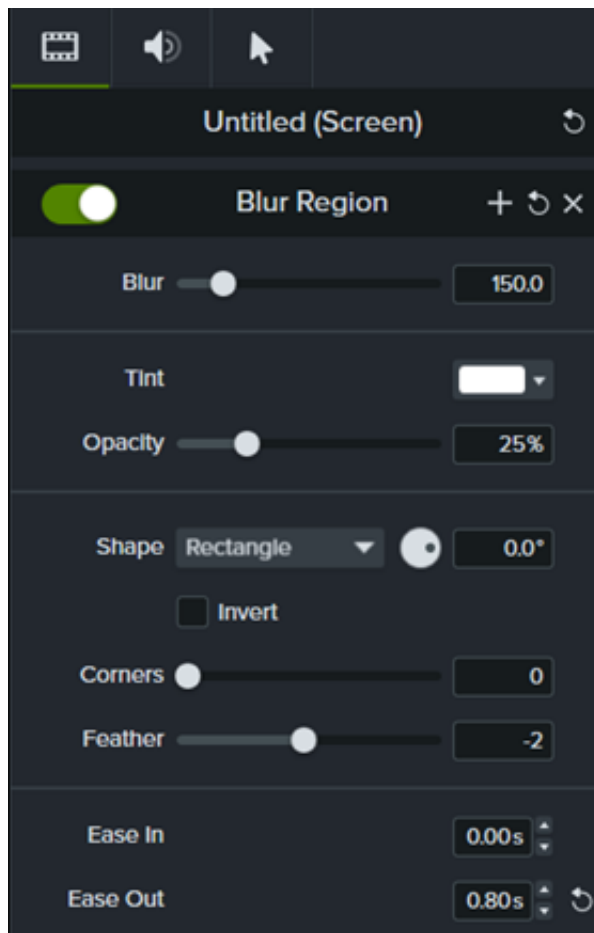 Untitled (Screen)
Blur Region
Blur 150.0
Tint
Opacity 25%
Shape Rectangle 0.0°
Invert
Corners 0
Feather -2
Ease In 0.00s
Ease Out 0.80s